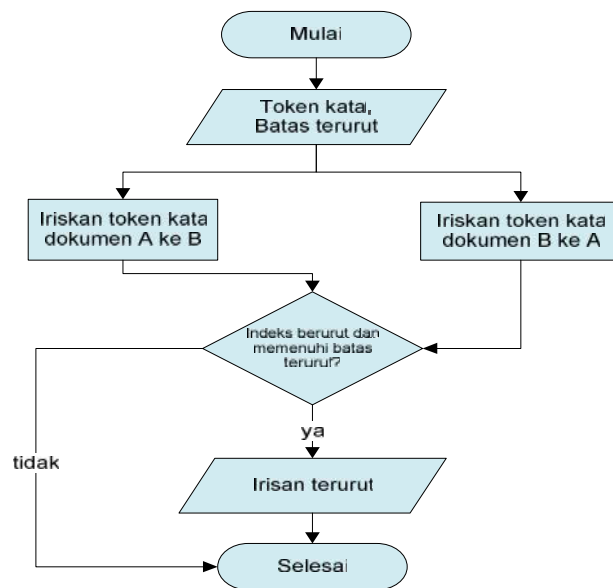 Mulai
Token kata,
Batas terurut
Iriskan token kata
dokumen A ke B
Iriskan token kata
dokumen B ke A
Indeks berurut dan
memenuhi batas
terurut?
ya
tidak
Irisan terurut
Selesai